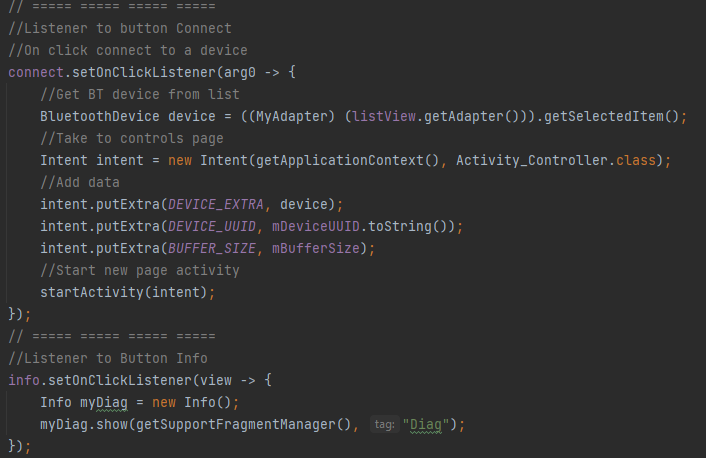 // ===== ===== ===== =====
//Listener to button Connect
//On click connect to a device
connect.setOnClickListener(arg0 -> {
//Get BT device from list
BluetoothDevice device = ((MyAdapter) (listView.getAdapter())).getSelectedItem();
//Take to controls page
Intent intent = new Intent(getApplicationContext(), Activity_Controller.class);
//Add data
intent.putExtra(DEVICE_EXTRA, device);
intent.putExtra(DEVICE_UUID, mDeviceUUID.toString());
intent.putExtra(BUFFER_SIZE, mBufferSize);
//Start new page activity
startActivity(intent);
});
// ===== ===== ===== =====
//Listener to Button Info
info.setOnClickListener(view -> {
Info myDiag = new Info();
myDiag.show(getSupportFragmentManager(), tag: "Diag");
});